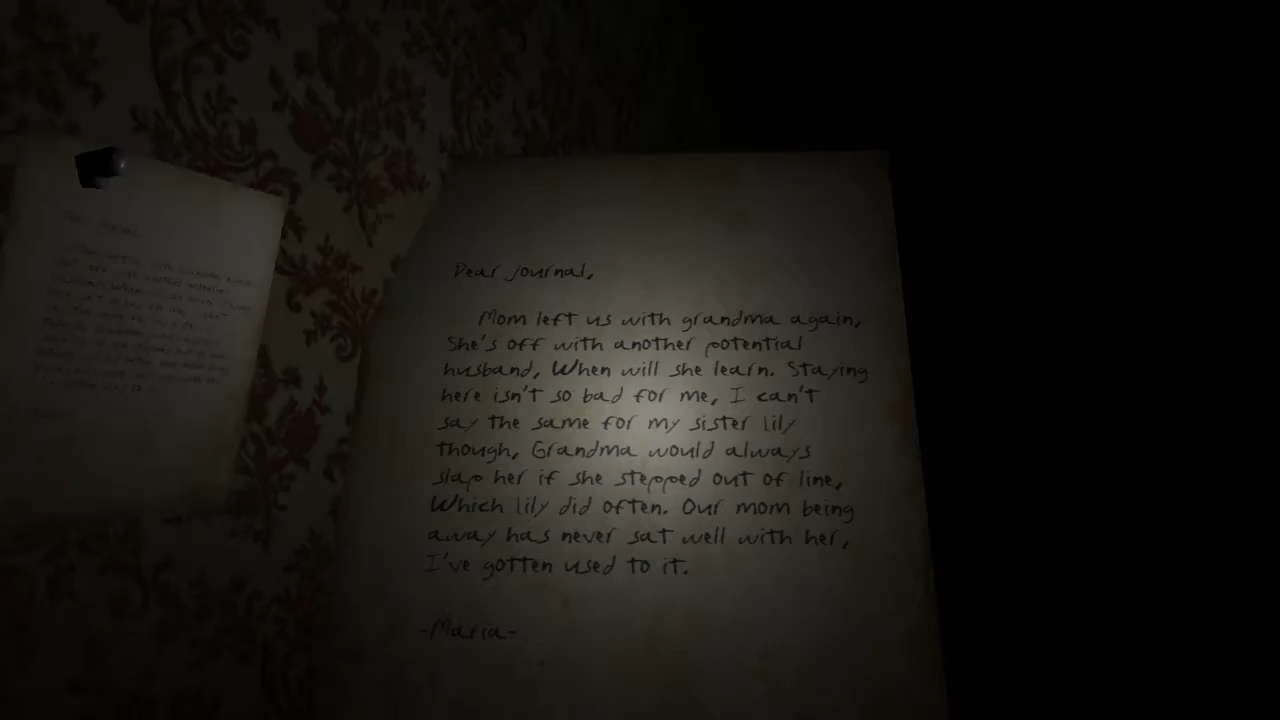 Dear Journal,
Mom left us with grandma again,
She's off with another potential
husband, When will she learn. Staying
here isn't so bad for me, I can't
say the same for my sister lily
though, Grandma would always
slap her if she stepped out of line,
Which lily did often. Our mom being
away has never sat well with her,
I've gotten used to it.
-Maria-